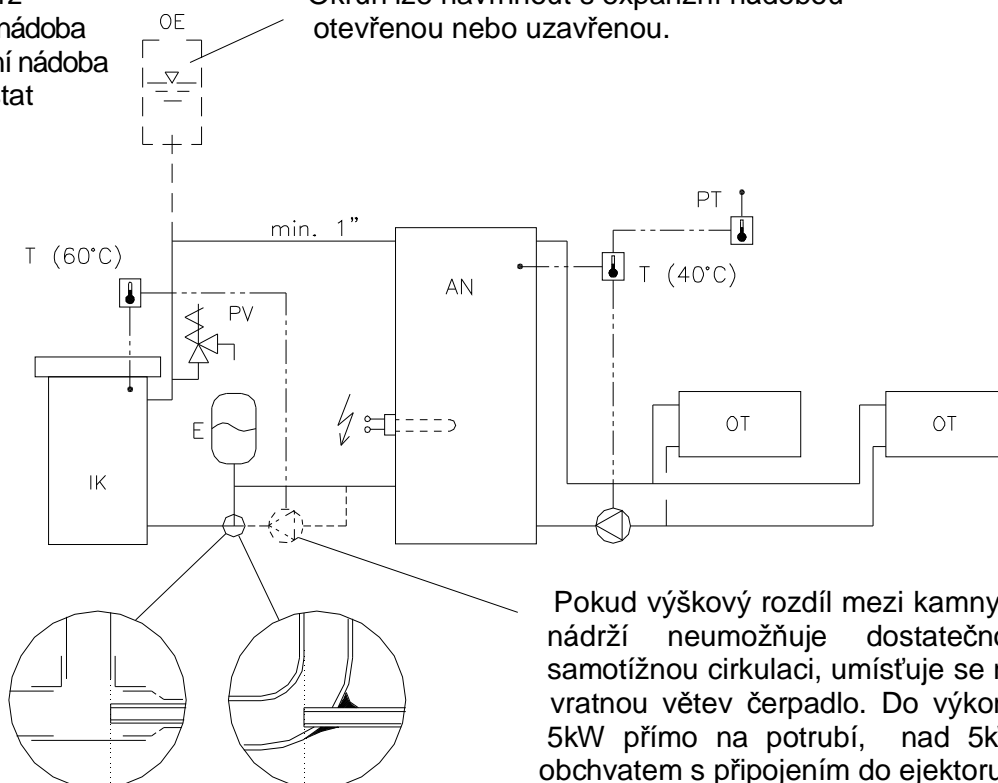 nádoba
ní nádoba
tat
otevřenou nebo uzavřenou.
OE
min. 1”
PT
T (60°C)
T (40°C)
PV
AN
E
IK
OT
OT
Pokud výškový rozdíl mezi kamny
nádrží neumožňuje dostatečno
samotížnou cirkulaci, umísťuje se n
vratnou větev čerpadlo. Do výkon
5kW přímo na potrubí, nad 5k
obchvatem s připojením do ejektoru